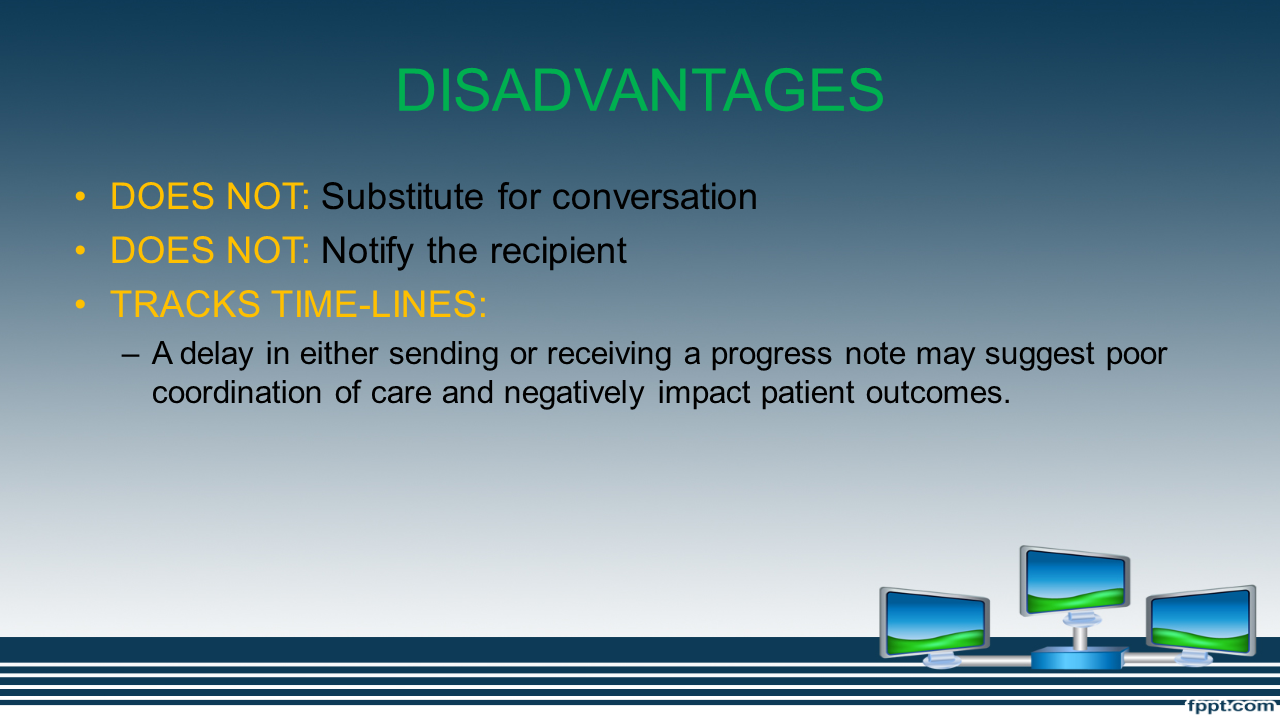 DISADVANTAGES
• DOES NOT: Substitute for conversation
• DOES NOT: Notify the recipient
• TRACKS TIME-LINES:
– A delay in either sending or receiving a progress note may suggest poor
coordination of care and negatively impact patient outcomes.
fppt.com